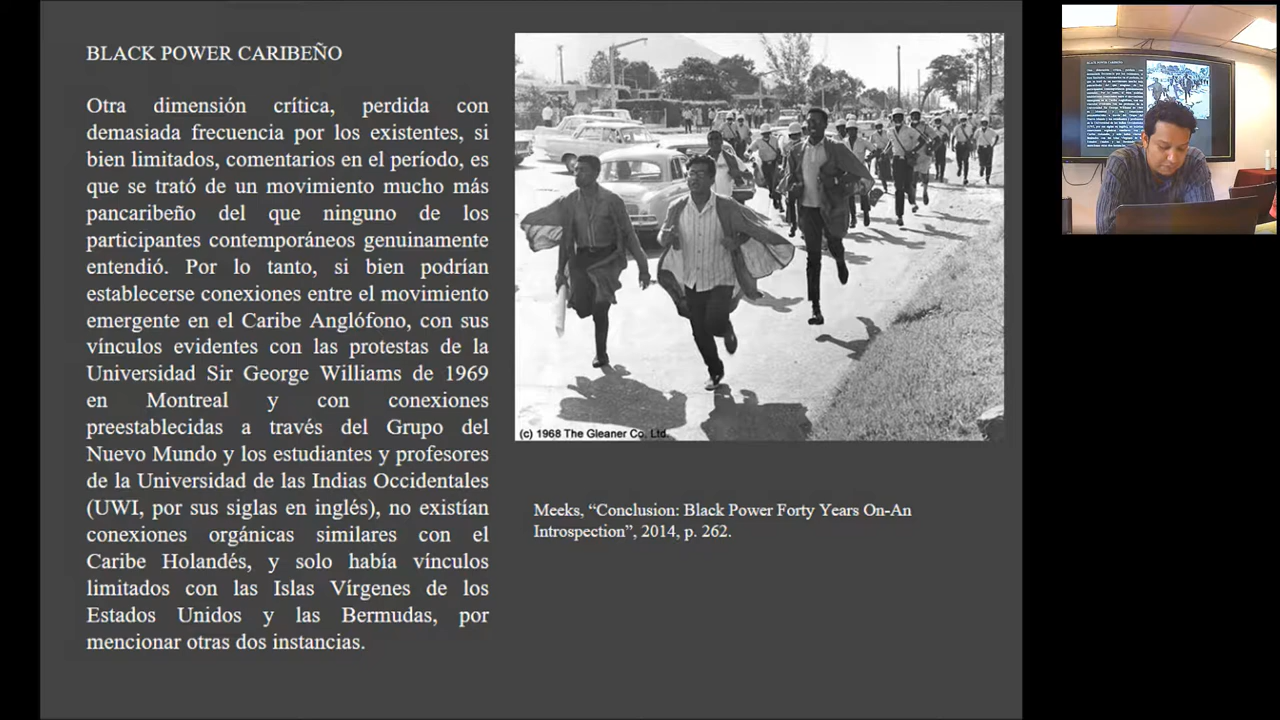 BLACK POWER CARIBEÑO
Otra dimensión crítica, perdida con
demasiada frecuencia por los existentes, si
bien limitados, comentarios en el período, es
que se trató de un movimiento mucho más
pancaribeño del que ninguno de los
participantes contemporáneos genuinamente
entendió. Por lo tanto, si bien podrían
establecerse conexiones entre el movimiento
emergente en el Caribe Anglófono, con sus
vínculos evidentes con las protestas de la
Universidad Sir George Williams de 1969
en Montreal y con conexiones
preestablecidas a través del Grupo del
Nuevo Mundo y los estudiantes y profesores
de la Universidad de las Indias Occidentales
(UWI, por sus siglas en inglés), no existían
conexiones orgánicas similares con el
Caribe Holandés, y solo había vínculos
limitados con las Islas Vírgenes de los
Estados Unidos y las Bermudas, por
mencionar otras dos instancias.
(c) 1968 The Gleaner Co. Ltd.
Meeks, “Conclusion: Black Power Forty Years On-An
Introspection”, 2014, p. 262.